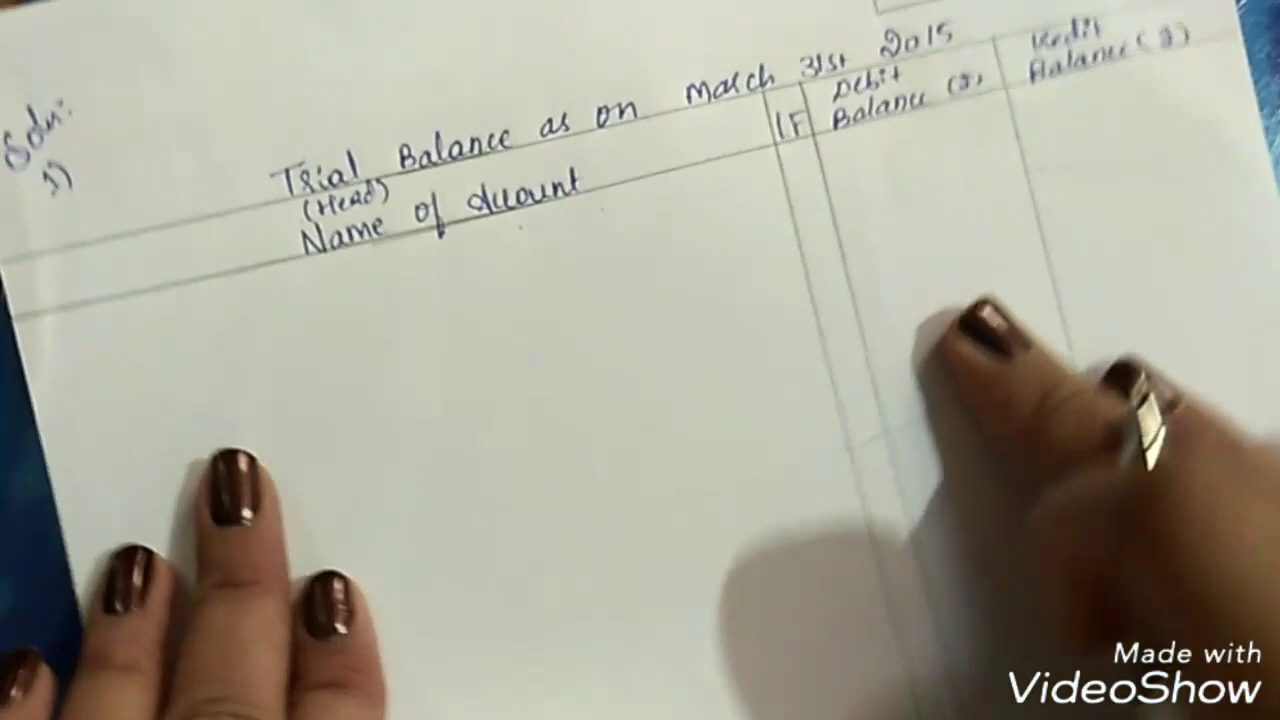 Soln:
1)
Trial Balance as on March 31st 2015
(Head)
Name of Account
LF
Debit
Balance (₹)
Kredit
Balance (₹)
Made with
VideoShow